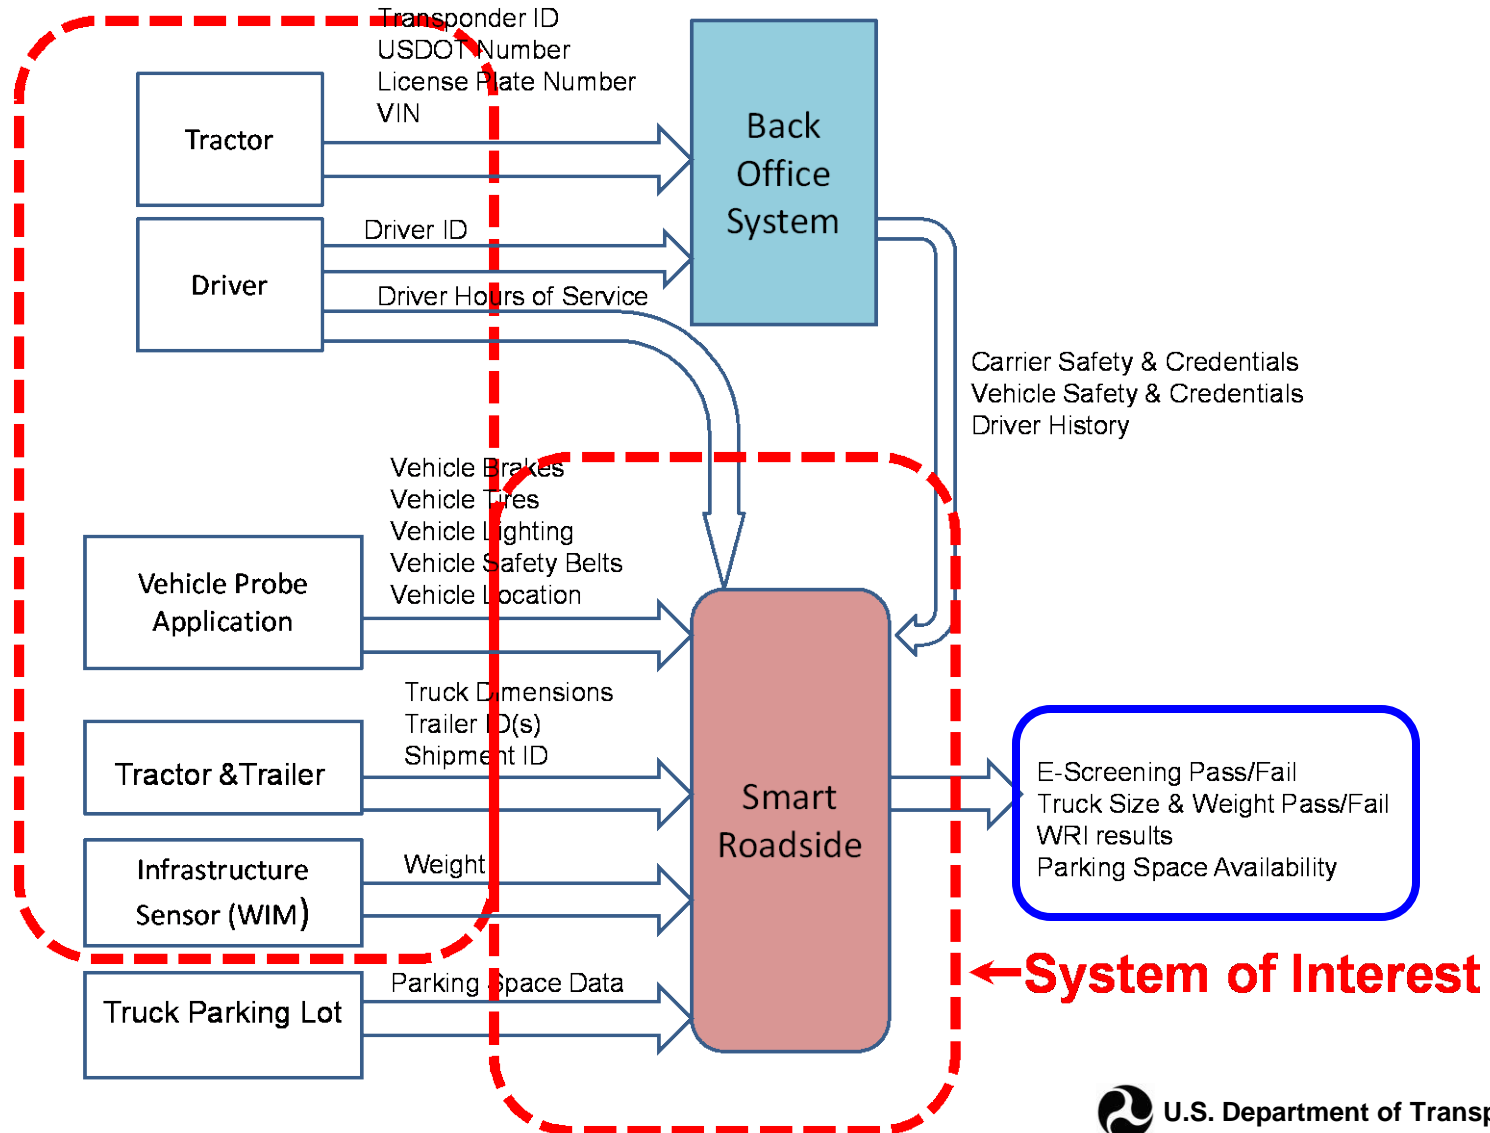 Transponder ID
USDOT Number
License Plate Number
VIN
Tractor
Back
Office
System
Driver ID
Driver
Driver Hours of Service
Carrier Safety & Credentials
Vehicle Safety & Credentials
Driver History
Vehicle Brakes
Vehicle Tires
Vehicle Lighting
Vehicle Safety Belts
Vehicle Location
Vehicle Probe
Application
Truck Dimensions
Trailer ID(s)
Shipment ID
Tractor &Trailer
Smart
Roadside
E-Screening Pass/Fail
Truck Size & Weight Pass/Fail
WRI results
Parking Space Availability
Weight
Infrastructure
Sensor (WIM)
Parking Space Data
Truck Parking Lot
System of Interest
U.S. Department of Transp